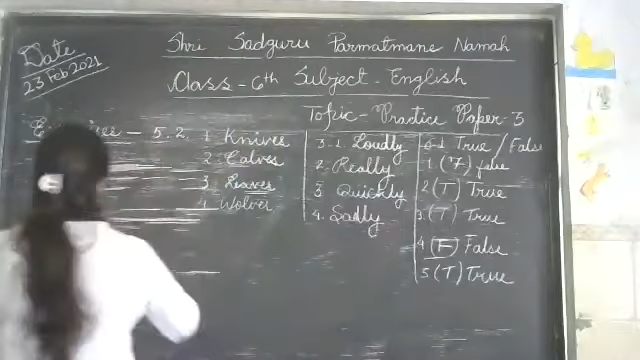 Date
23 Feb 2021
Shri Sadguru Parmatmane Namah
Class - 6th Subject - English
Topic - Practice Paper - 3
5. 2. 1 Knives
2 Calves
3 Leaves
4 Wolves
3. 1. Loudly
2. Really
3 Quickly
4. Sadly
6-1 True / False
1 (F) false
2 (T) True
3. (T) True
4 (F) False
5 (T) True